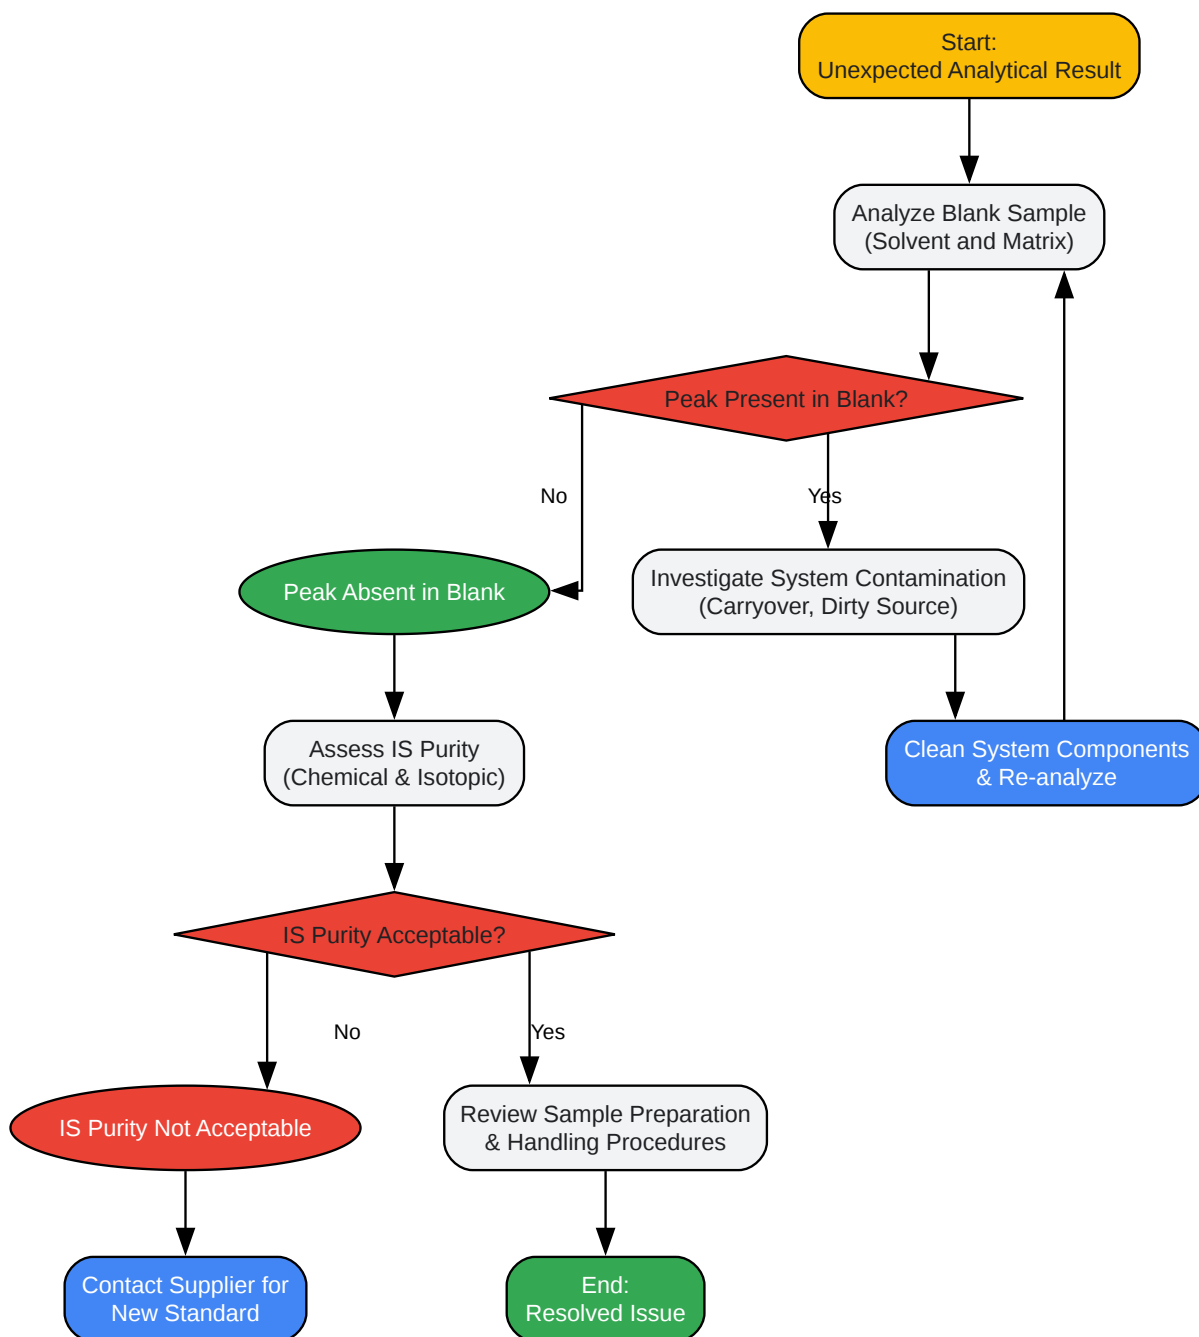 Start:
Unexpected Analytical Result
Analyze Blank Sample
(Solvent and Matrix)
Peak Present in Blank?
No
Yes
Peak Absent in Blank
Investigate System Contamination
(Carryover, Dirty Source)
Assess IS Purity
(Chemical & Isotopic)
Clean System Components
& Re-analyze
IS Purity Acceptable?
No
Yes
IS Purity Not Acceptable
Review Sample Preparation
& Handling Procedures
Contact Supplier for
New Standard
End:
Resolved Issue